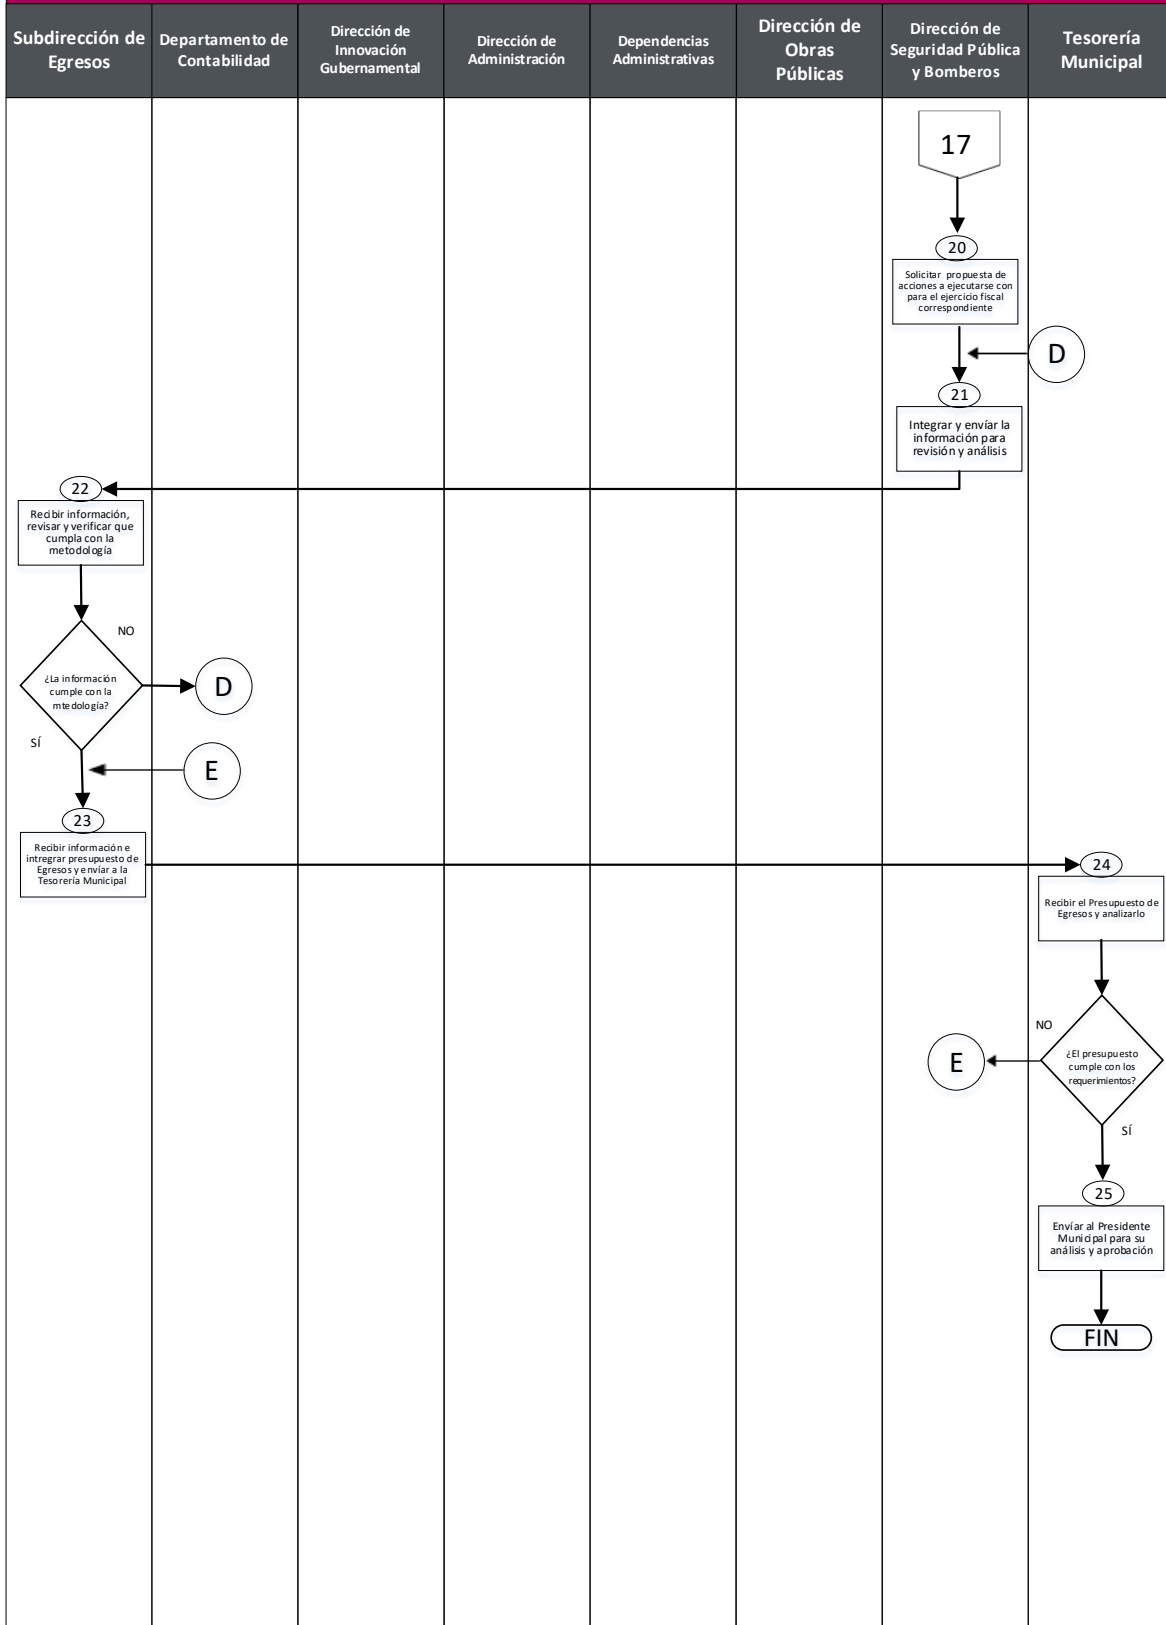 Subdirección de
Egresos
Departamento de
Contabilidad
Dirección de
Innovación
Gubernamental
Dirección de
Administración
Dependencias
Administrativas
Dirección de
Obras
Públicas
Dirección de
Seguridad Pública
y Bomberos
Tesorería
Municipal
17
20
Solicitar propuesta de
acciones a ejecutarse con
para el ejercicio fiscal
correspondiente
D
21
Integrar y envíar la
información para
revisión y análisis
22
Recibir información,
revisar y verificar que
cumpla con la
metodología
NO
¿La información
cumple con la
mtedología?
D
SÍ
E
23
Recibir información e
intregrar presupuesto de
Egresos y envíar a la
Tesorería Municipal
24
Recibir el Presupuesto de
Egresos y analizarlo
NO
¿El presupuesto
cumple con los
requerimientos?
E
SÍ
25
Envíar al Presidente
Municipal para su
análisis y aprobación
FIN